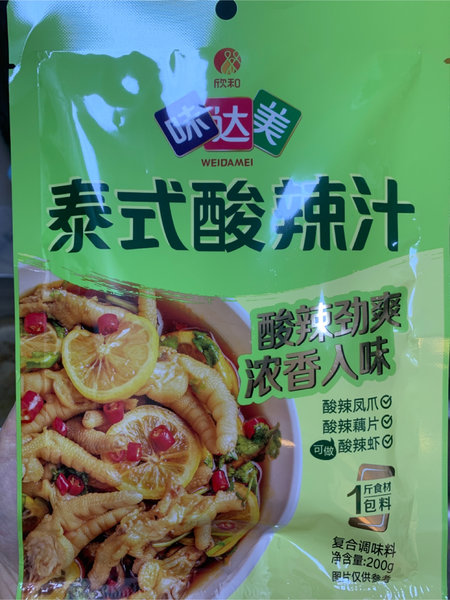 欣和
味达美
WEIDAMEI
泰式酸辣汁
酸辣劲爽
浓香入味
酸辣凤爪
酸辣藕片
可做 酸辣虾
1斤食材
1包料
复合调味料
净含量:200g
图片仅供参考